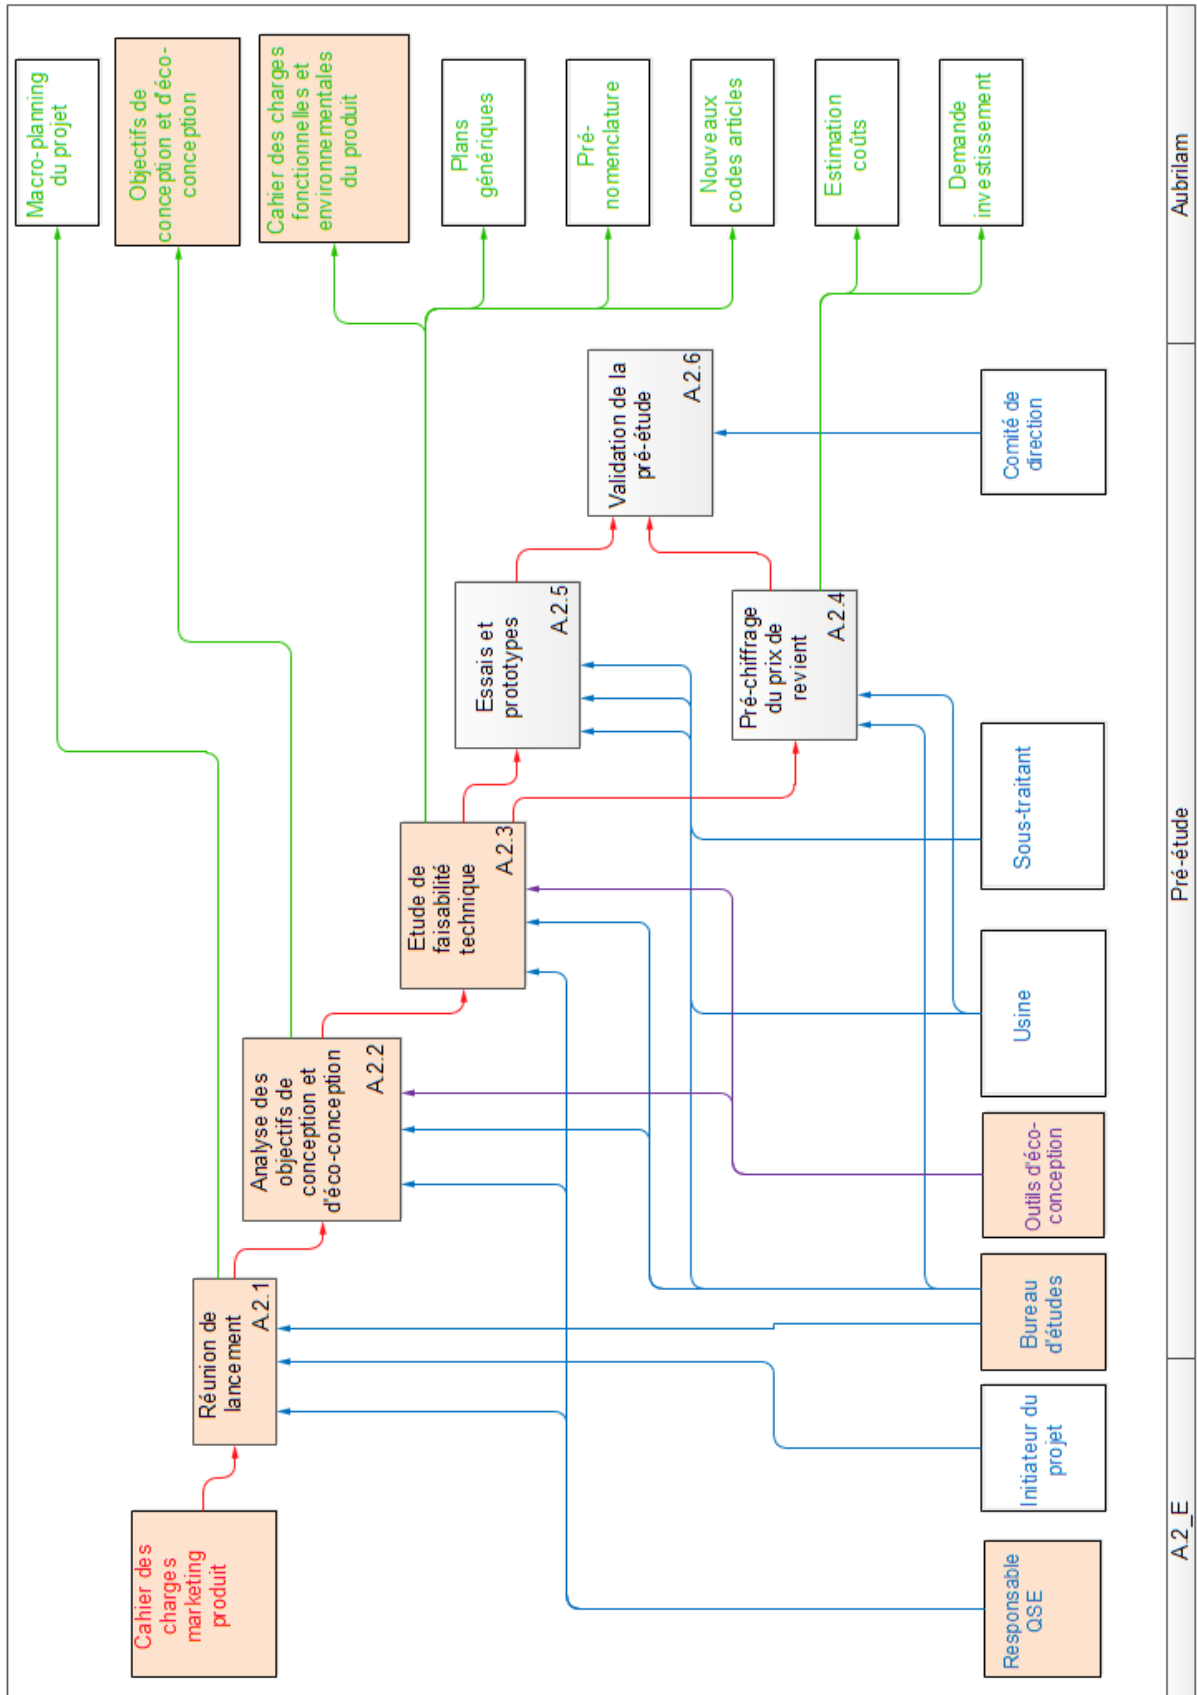 Cahier des
charges
marketing
produit
Réunion de
lancement
A.2.1
Analyse des
objectifs de
conception et
d'éco-conception
A.2.2
Etude de
faisabilité
technique
A.2.3
Essais et
prototypes
A.2.5
Pré-chiffrage
du prix de
revient
A.2.4
Validation de la
pré-étude
A.2.6
Macro-planning
du projet
Objectifs de
conception et d'éco-
conception
Cahier des charges
fonctionnelles et
environnementales
du produit
Plans
génériques
Pré-
nomenclature
Nouveaux
codes articles
Estimation
coûts
Demande
investissement
Responsable
QSE
Initiateur du
projet
Bureau
d'études
Outils d'éco-
conception
Usine
Sous-traitant
Comité de
direction
A.2_E
Pré-étude
Aubrilam